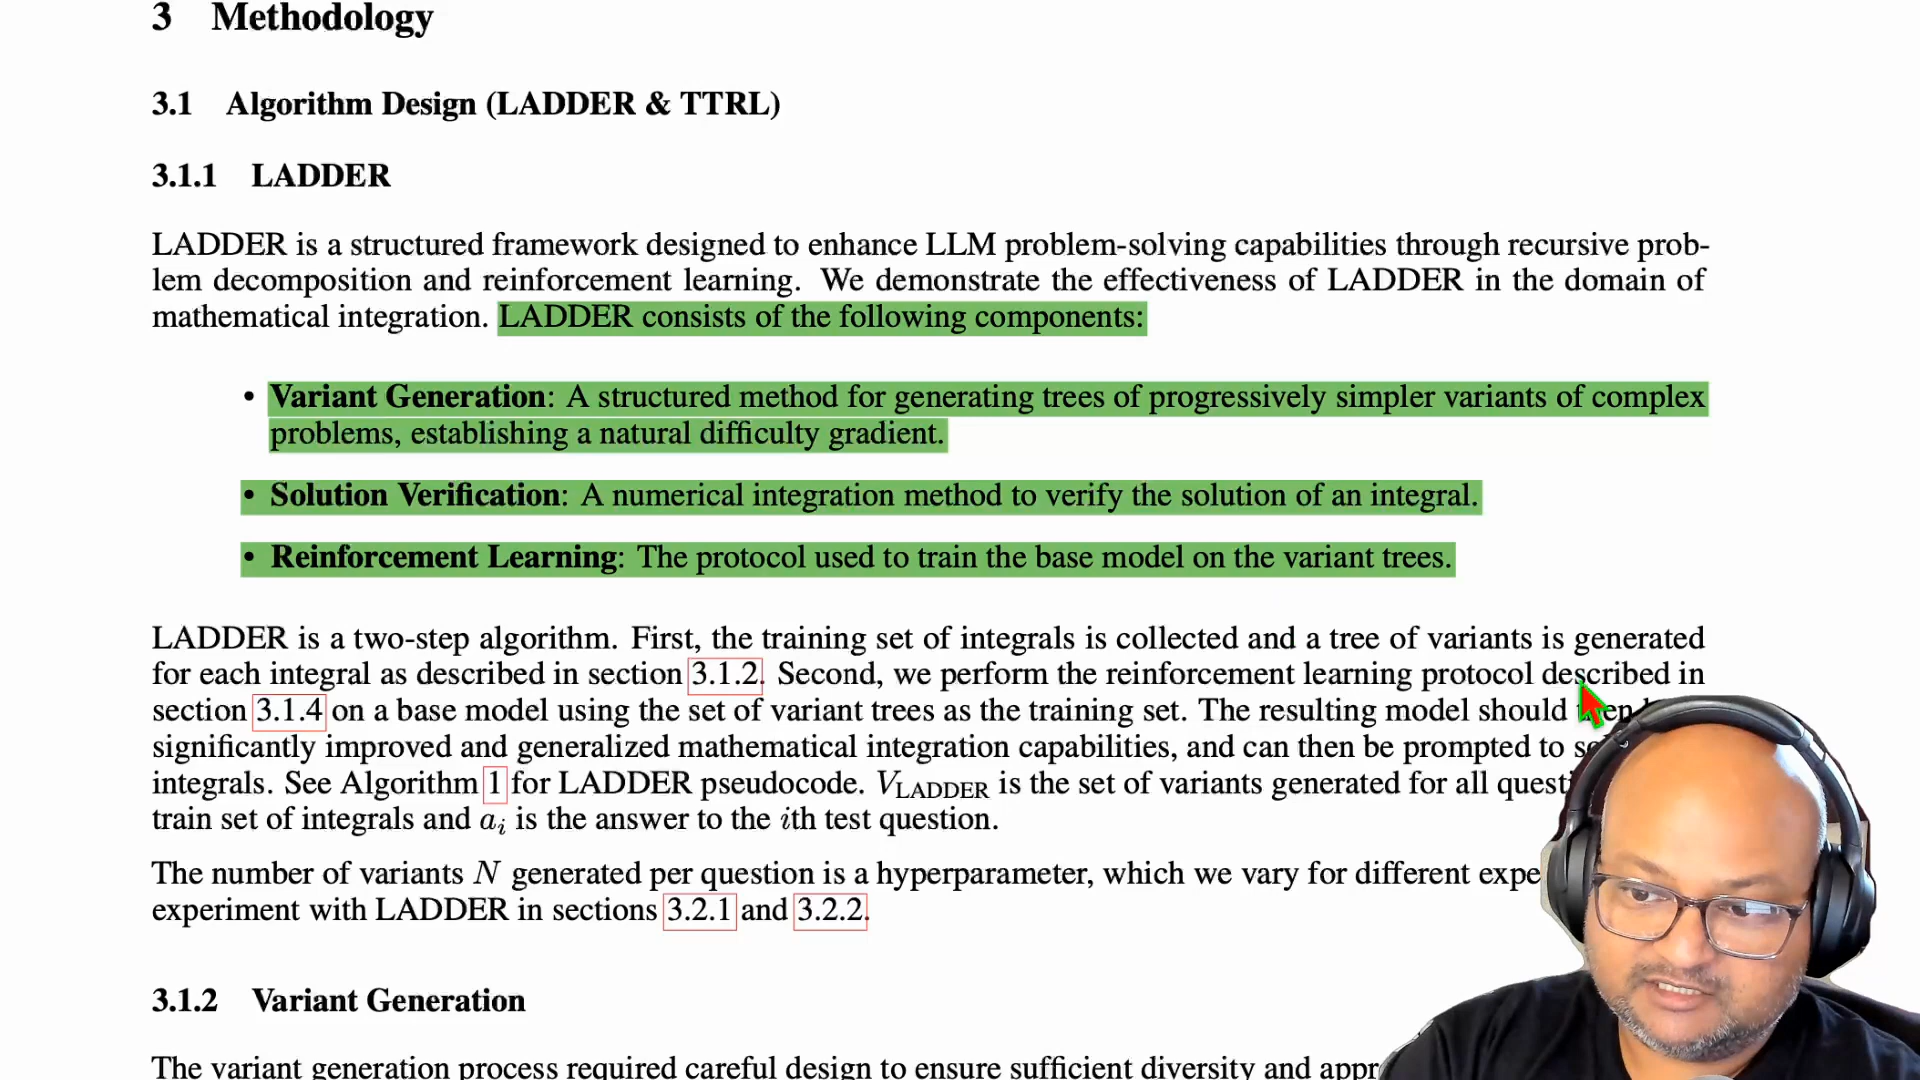 3 Methodology
3.1 Algorithm Design (LADDER & TTRL)
3.1.1 LADDER
LADDER is a structured framework designed to enhance LLM problem-solving capabilities through recursive prob-
lem decomposition and reinforcement learning. We demonstrate the effectiveness of LADDER in the domain of
mathematical integration. LADDER consists of the following components:
• Variant Generation: A structured method for generating trees of progressively simpler variants of complex
problems, establishing a natural difficulty gradient.
• Solution Verification: A numerical integration method to verify the solution of an integral.
• Reinforcement Learning: The protocol used to train the base model on the variant trees.
LADDER is a two-step algorithm. First, the training set of integrals is collected and a tree of variants is generated
for each integral as described in section 3.1.2. Second, we perform the reinforcement learning protocol described in
section 3.1.4 on a base model using the set of variant trees as the training set. The resulting model should
significantly improved and generalized mathematical integration capabilities, and can then be prompted to
integrals. See Algorithm 1 for LADDER pseudocode. V_LADDER is the set of variants generated for all
train set of integrals and a_i is the answer to the ith test question.
The number of variants N generated per question is a hyperparameter, which we vary for different
experiment with LADDER in sections 3.2.1 and 3.2.2.
3.1.2 Variant Generation
The variant generation process required careful design to ensure sufficient diversity and